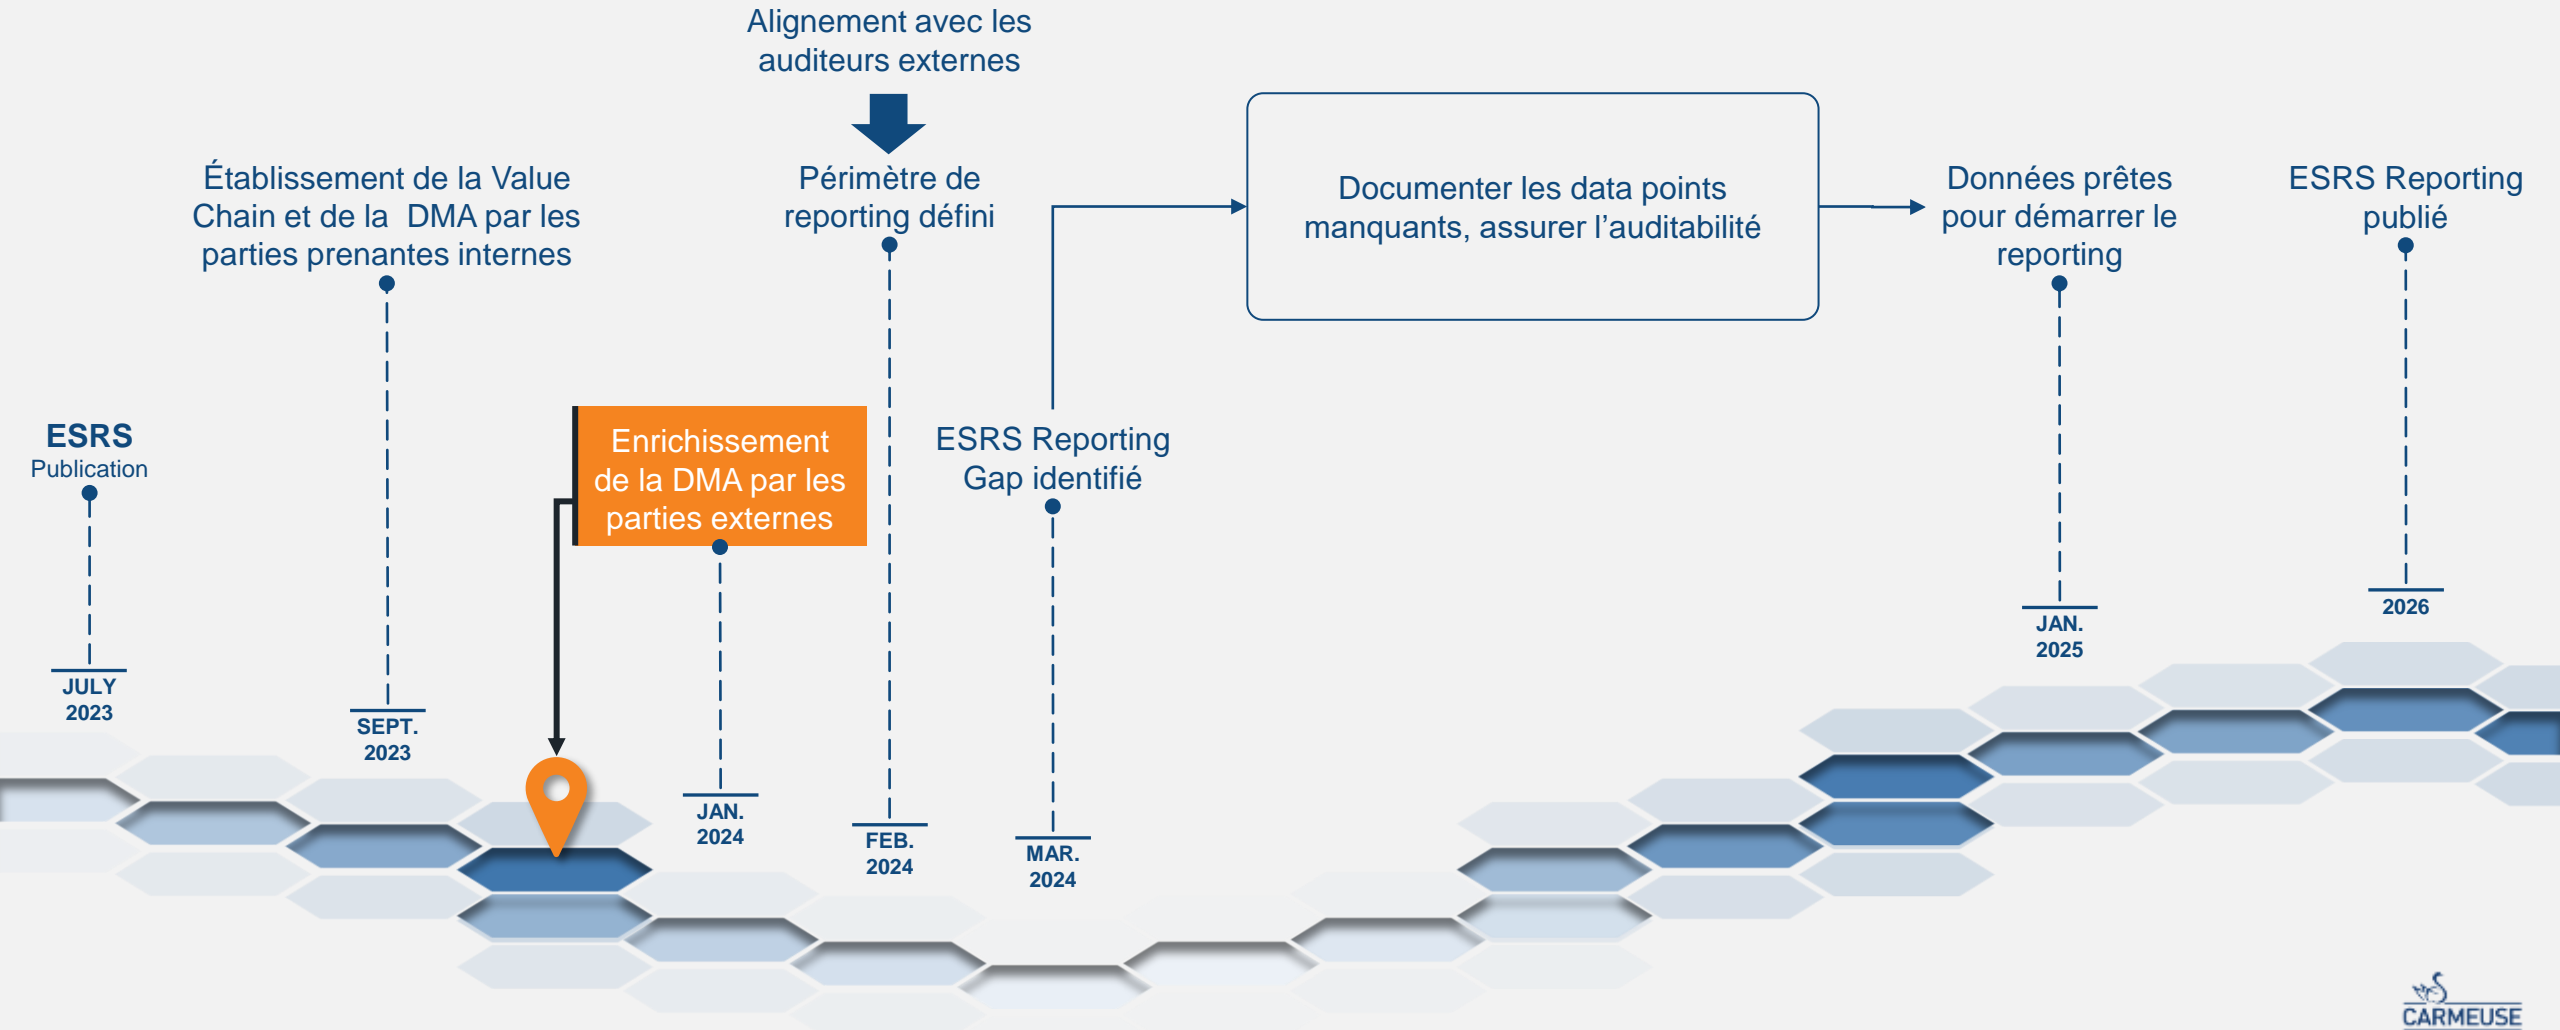 Alignement avec les
auditeurs externes
Établissement de la Value
Chain et de la DMA par les
parties prenantes internes
Périmètre de
reporting défini
Documenter les data points
manquants, assurer l’auditabilité
Données prêtes
pour démarrer le
reporting
ESRS Reporting
publié
ESRS
Publication
Enrichissement
de la DMA par les
parties externes
ESRS Reporting
Gap identifié
JULY
2023
SEPT.
2023
JAN.
2024
FEB.
2024
MAR.
2024
JAN.
2025
2026
CARMEUSE